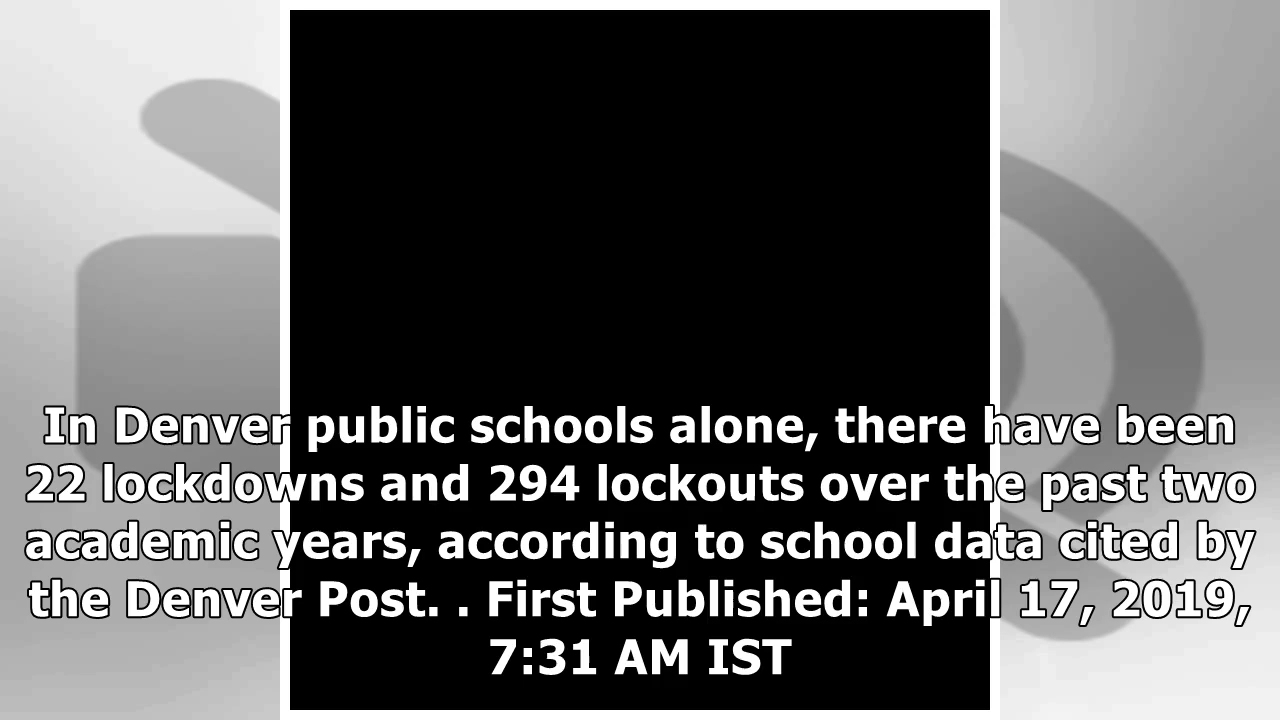 In Denver public schools alone, there have been
22 lockdowns and 294 lockouts over the past two
academic years, according to school data cited by
the Denver Post. . First Published: April 17, 2019,
7:31 AM IST